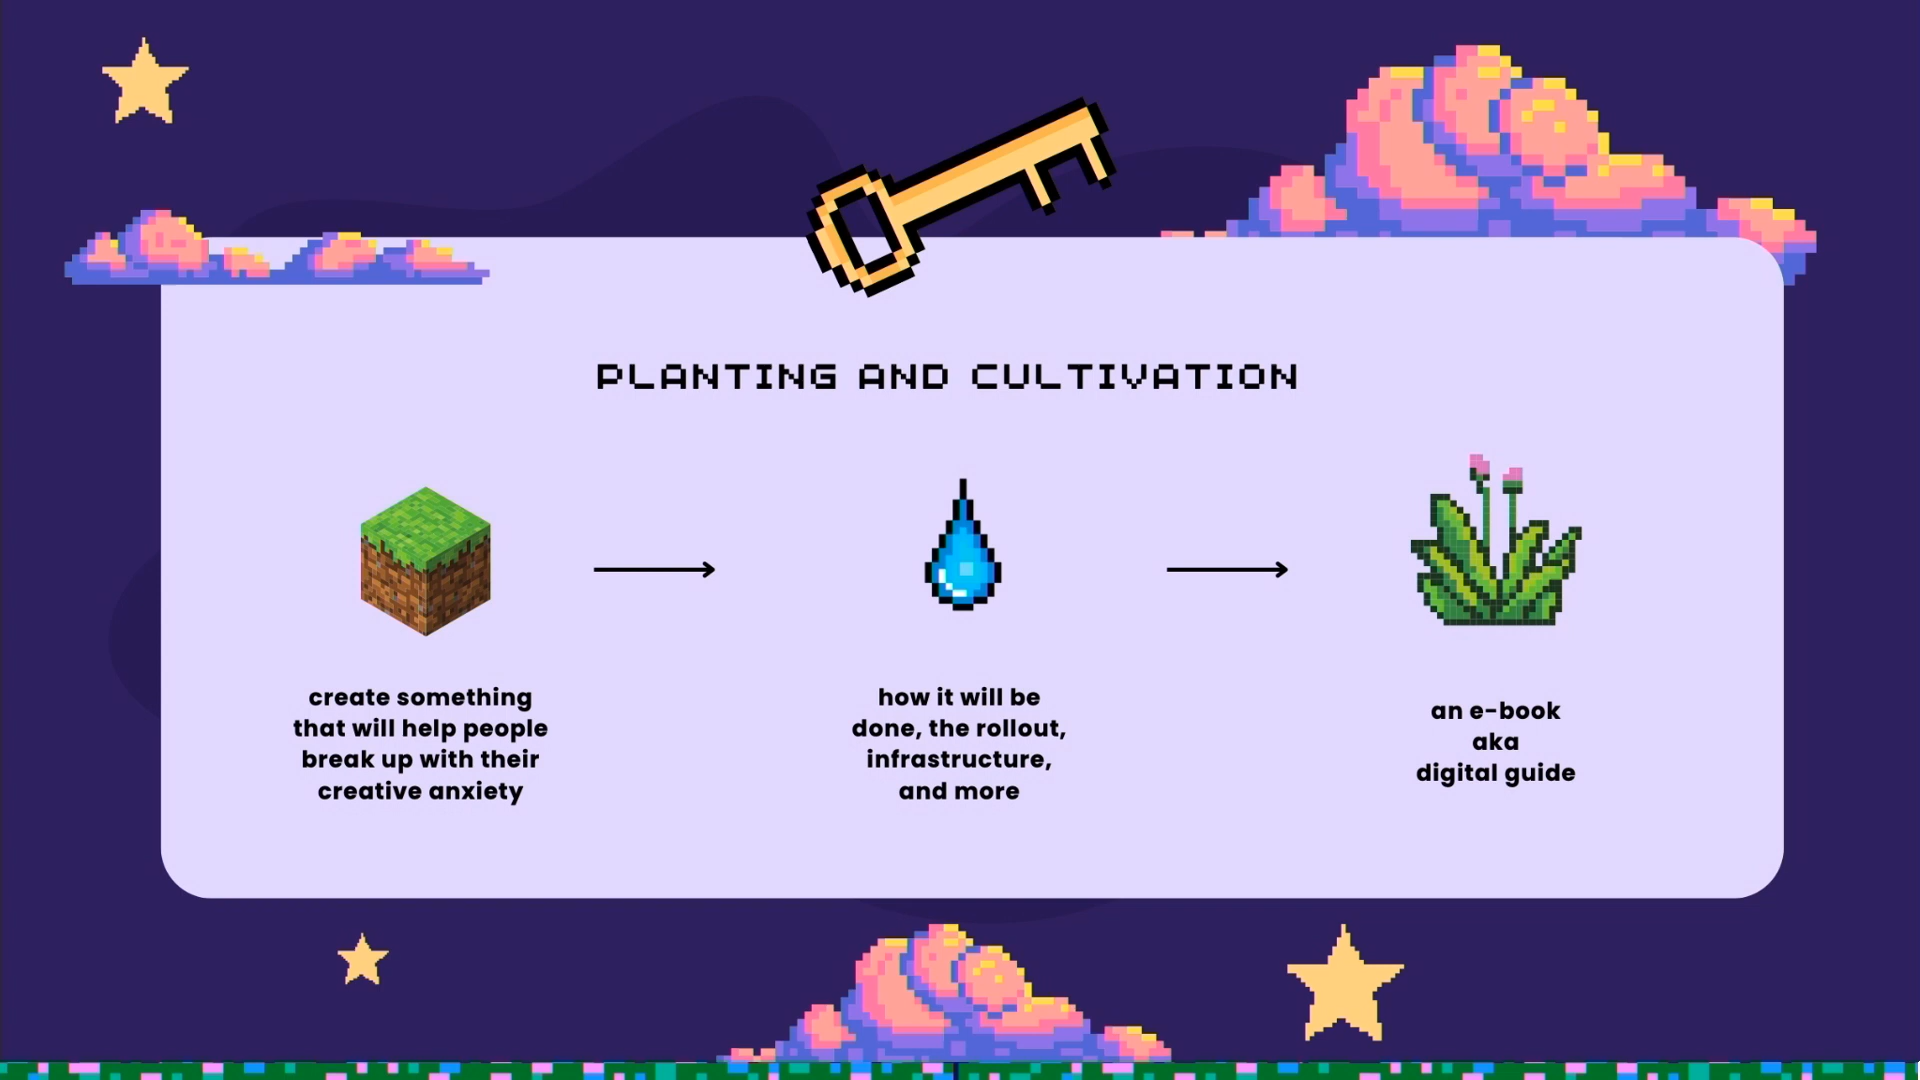 PLANTING AND CULTIVATION
create something
that will help people
break up with their
creative anxiety
how it will be
done, the rollout,
infrastructure,
and more
an e-book
aka
digital guide